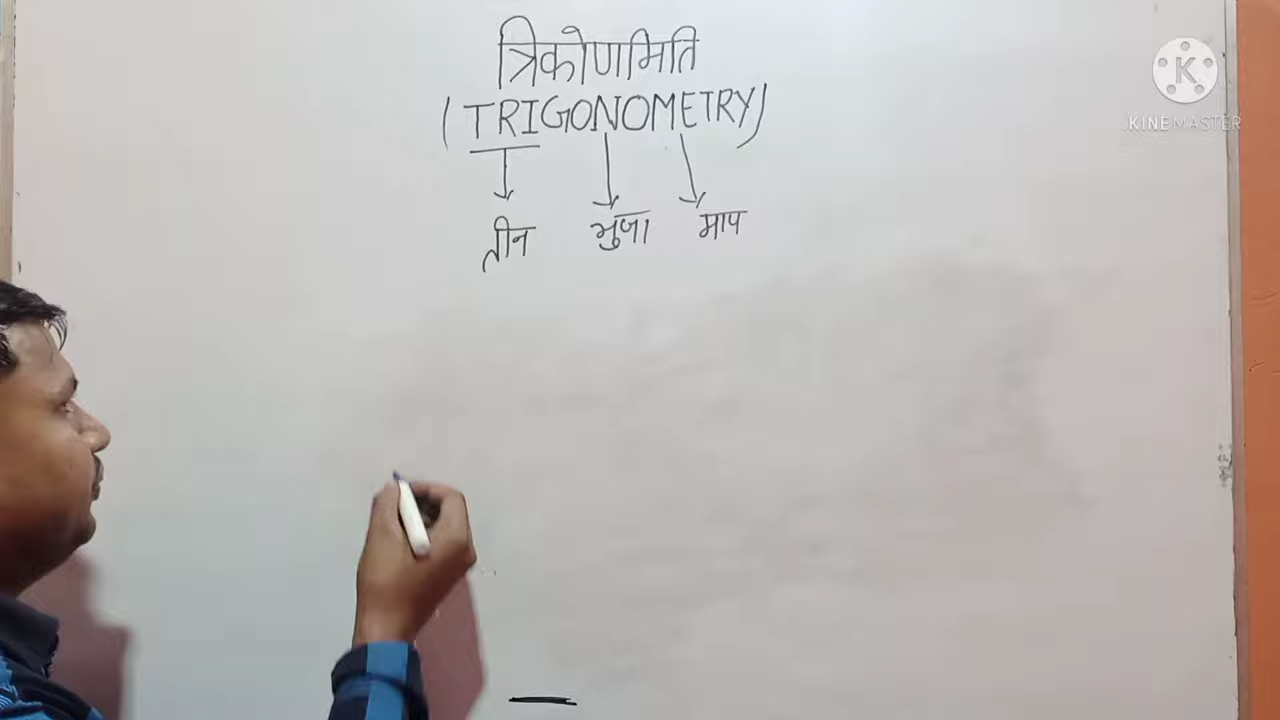 त्रिकोणमिति
(TRIGONOMETRY)
तीन भुजा माप
K
KINEMASTER